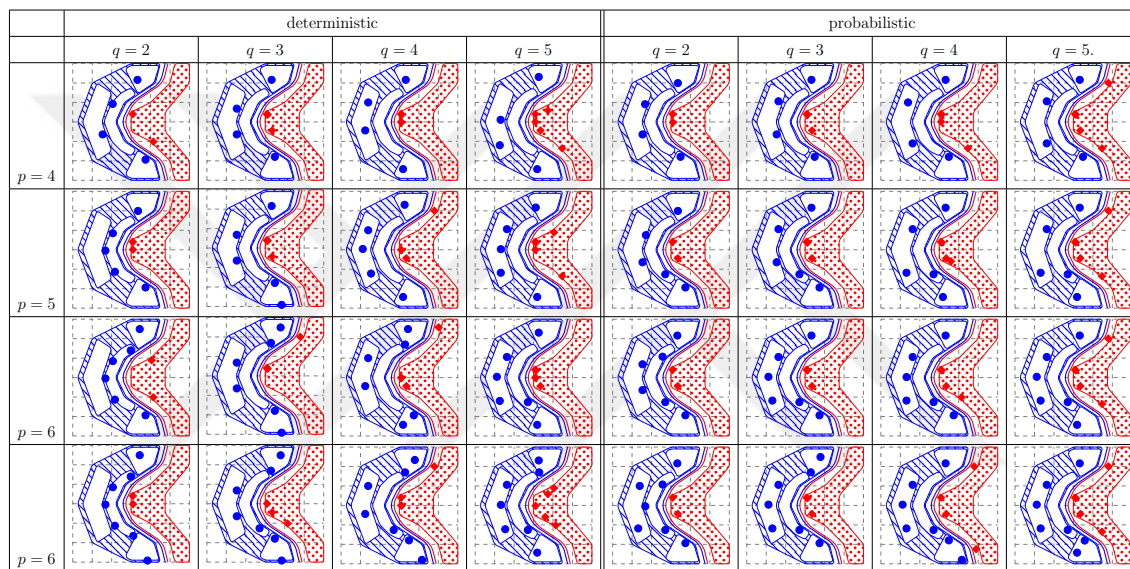 deterministic probabilistic
q = 2 q = 3 q = 4 q = 5 q = 2 q = 3 q = 4 q = 5.
p = 4
p = 5
p = 6
p = 6